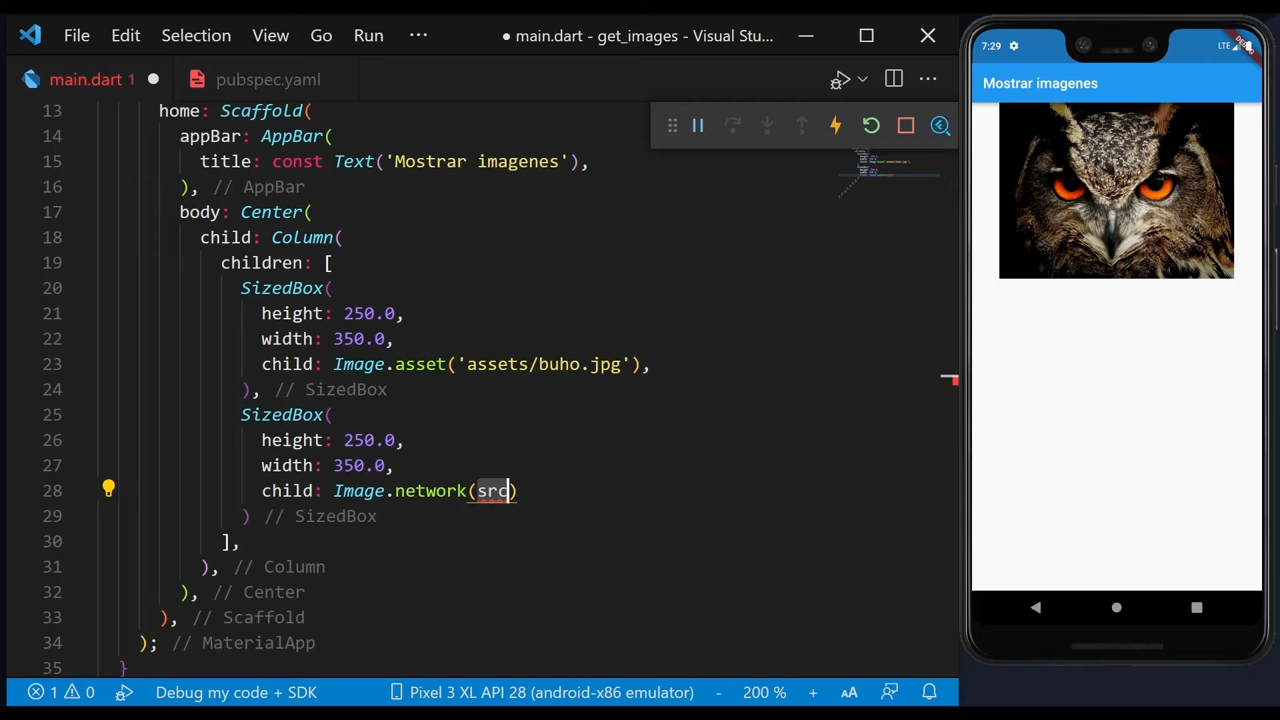 File Edit Selection View Go Run ··· ● main.dart - get_images - Visual Stu...
main.dart 1 ● pubspec.yaml
13 home: Scaffold(
14 appBar: AppBar(
15 title: const Text('Mostrar imagenes'),
16 ), // AppBar
17 body: Center(
18 child: Column(
19 children: [
20 SizedBox(
21 height: 250.0,
22 width: 350.0,
23 child: Image.asset('assets/buho.jpg'),
24 ), // SizedBox
25 SizedBox(
26 height: 250.0,
27 width: 350.0,
28 child: Image.network(src)
29 ) // SizedBox
30 ],
31 ), // Column
32 ), // Center
33 ), // Scaffold
34 ); // MaterialApp
35 }
1 0 Debug my code + SDK Pixel 3 XL API 28 (android-x86 emulator) - 200 % + AA
7:29 LTE
DEBUG
Mostrar imagenes